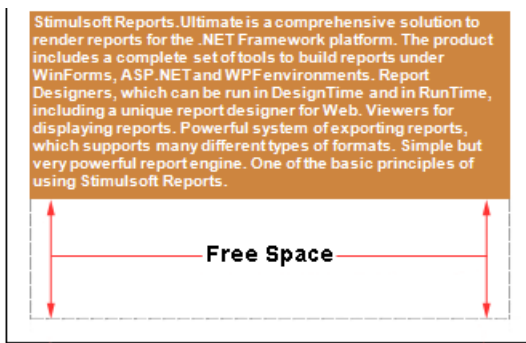 Stimulsoft Reports.Ultimate is a comprehensive solution to
render reports for the .NET Framework platform. The product
includes a complete set of tools to build reports under
WinForms, ASP.NET and WPF environments. Report
Designers, which can be run in DesignTime and in RunTime,
including a unique report designer for Web. Viewers for
displaying reports. Powerful system of exporting reports,
which supports many different types of formats. Simple but
very powerful report engine. One of the basic principles of
using Stimulsoft Reports.
Free Space